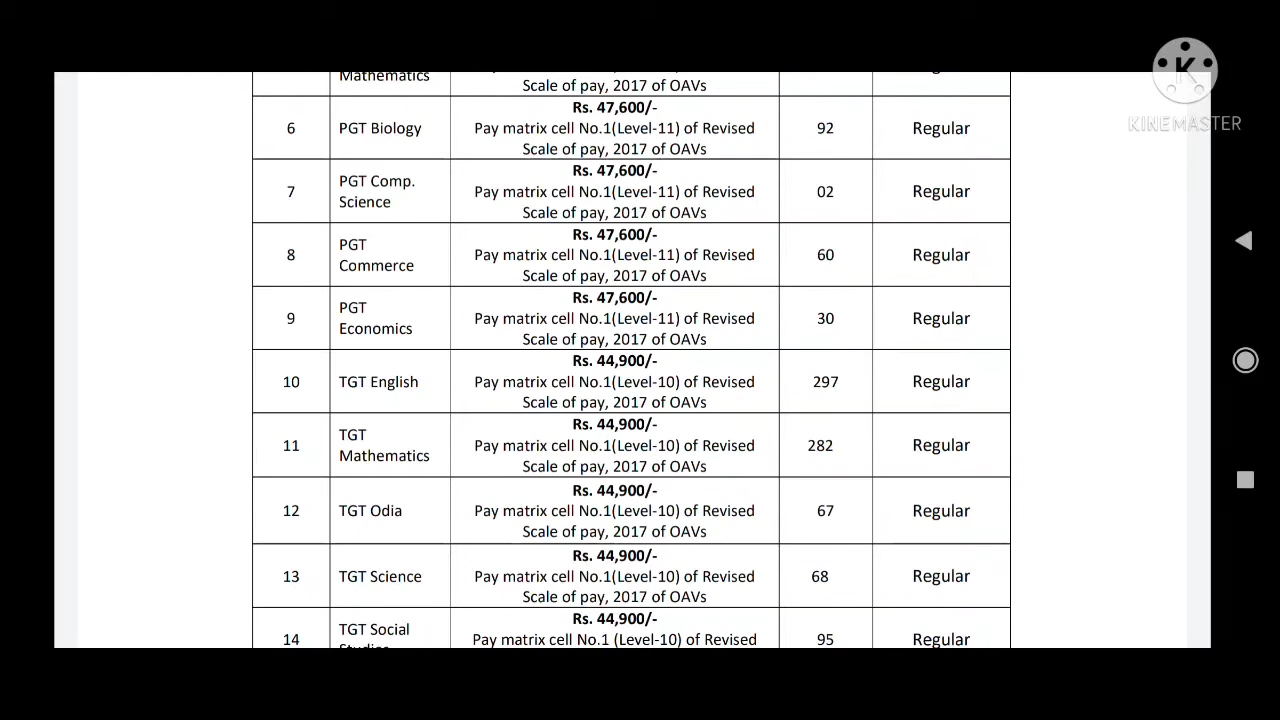 Mathematics
Scale of pay, 2017 of OAVs
6 PGT Biology Rs. 47,600/-
Pay matrix cell No.1(Level-11) of Revised
Scale of pay, 2017 of OAVs 92 Regular
7 PGT Comp.
Science Rs. 47,600/-
Pay matrix cell No.1(Level-11) of Revised
Scale of pay, 2017 of OAVs 02 Regular
8 PGT
Commerce Rs. 47,600/-
Pay matrix cell No.1(Level-11) of Revised
Scale of pay, 2017 of OAVs 60 Regular
9 PGT
Economics Rs. 47,600/-
Pay matrix cell No.1(Level-11) of Revised
Scale of pay, 2017 of OAVs 30 Regular
10 TGT English Rs. 44,900/-
Pay matrix cell No.1(Level-10) of Revised
Scale of pay, 2017 of OAVs 297 Regular
11 TGT
Mathematics Rs. 44,900/-
Pay matrix cell No.1(Level-10) of Revised
Scale of pay, 2017 of OAVs 282 Regular
12 TGT Odia Rs. 44,900/-
Pay matrix cell No.1(Level-10) of Revised
Scale of pay, 2017 of OAVs 67 Regular
13 TGT Science Rs. 44,900/-
Pay matrix cell No.1(Level-10) of Revised
Scale of pay, 2017 of OAVs 68 Regular
14 TGT Social Rs. 44,900/-
Pay matrix cell No.1 (Level-10) of Revised 95 Regular
K
KINEMASTER